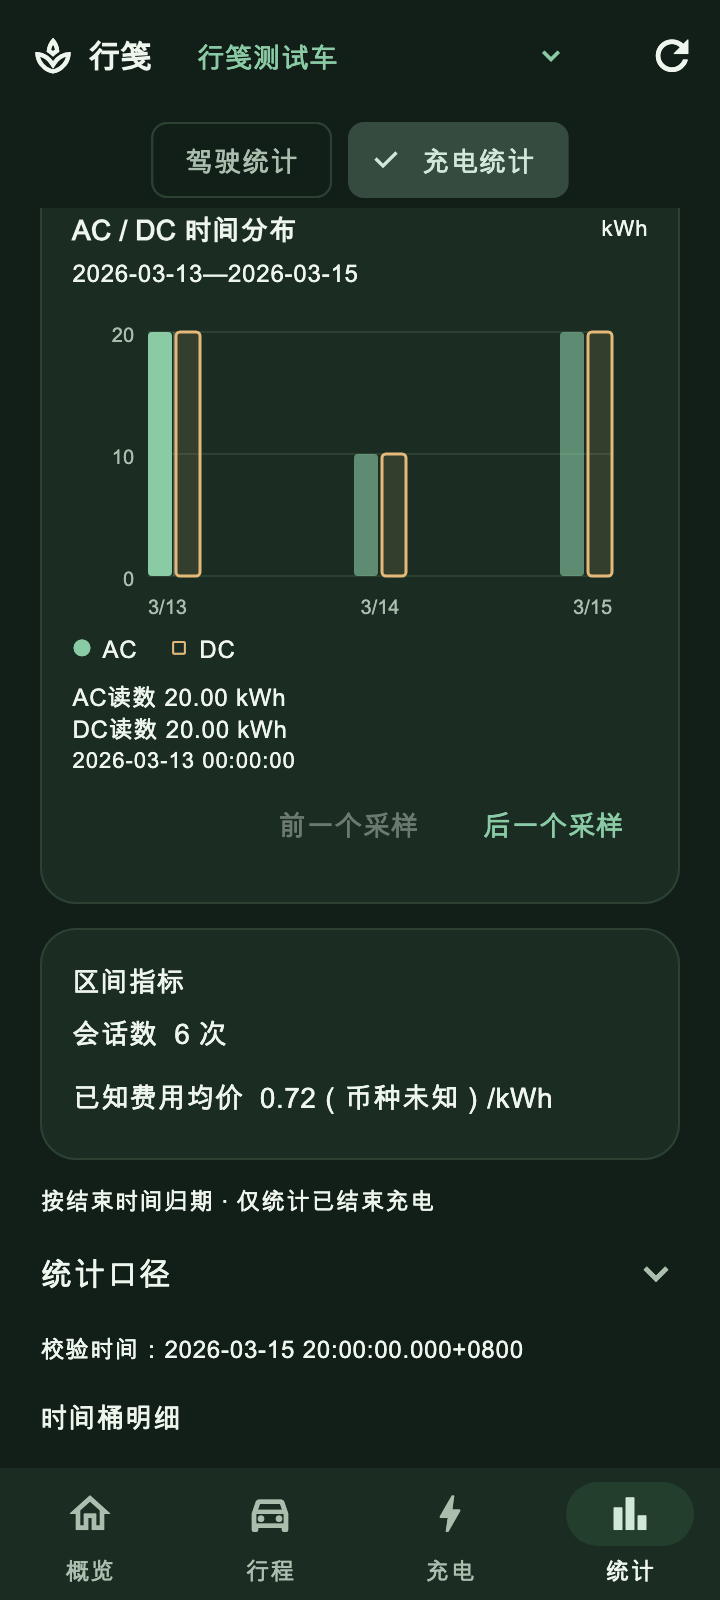 行笺 行笺测试车
驾驶统计 充电统计
AC / DC 时间分布 kWh
2026-03-13—2026-03-15
20
10
0
3/13 3/14 3/15
AC DC
AC读数 20.00 kWh
DC读数 20.00 kWh
2026-03-13 00:00:00
前一个采样 后一个采样
区间指标
会话数 6 次
已知费用均价 0.72 ( 币种未知 ) /kWh
按结束时间归期 · 仅统计已结束充电
统计口径
校验时间：2026-03-15 20:00:00.000+0800
时间桶明细
概览 行程 充电 统计